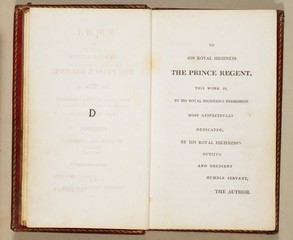 D
TO
HIS ROYAL HIGHNESS
THE PRINCE REGENT,
THIS WORK IS,
BY HIS ROYAL HIGHNESS'S PERMISSION,
MOST RESPECTFULLY
DEDICATED,
BY HIS ROYAL HIGHNESS'S
DUTIFUL
AND OBEDIENT
HUMBLE SERVANT,
THE AUTHOR.